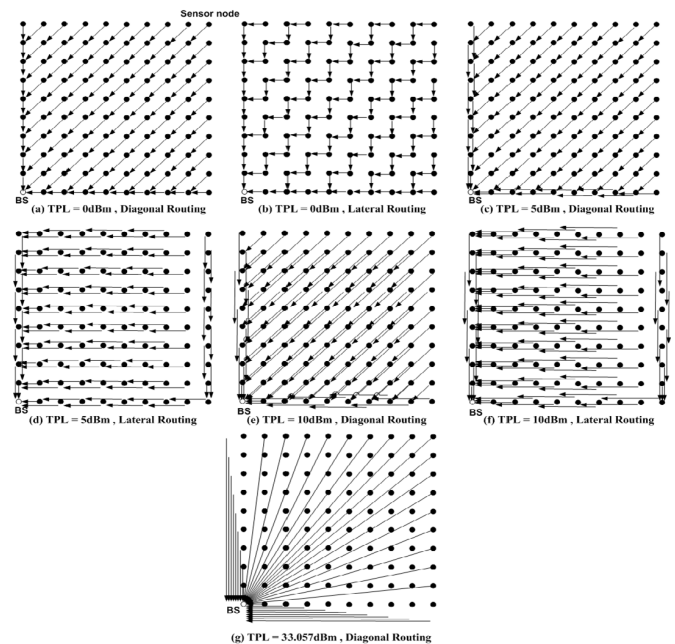 Sensor node
BS
(a) TPL = 0dBm , Diagonal Routing
BS
(b) TPL = 0dBm , Lateral Routing
BS
(c) TPL = 5dBm , Diagonal Routing
BS
(d) TPL = 5dBm , Lateral Routing
BS
(e) TPL = 10dBm , Diagonal Routing
BS
(f) TPL = 10dBm , Lateral Routing
BS
(g) TPL = 33.057dBm , Diagonal Routing